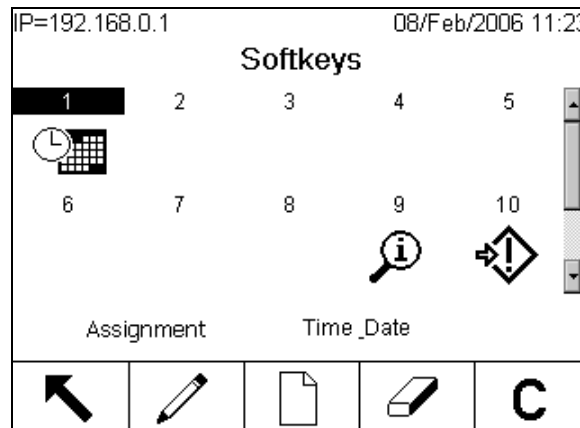 IP=192.168.0.1 08/Feb/2006 11:23
Softkeys
1 2 3 4 5
6 7 8 9 10
Assignment Time_Date
C